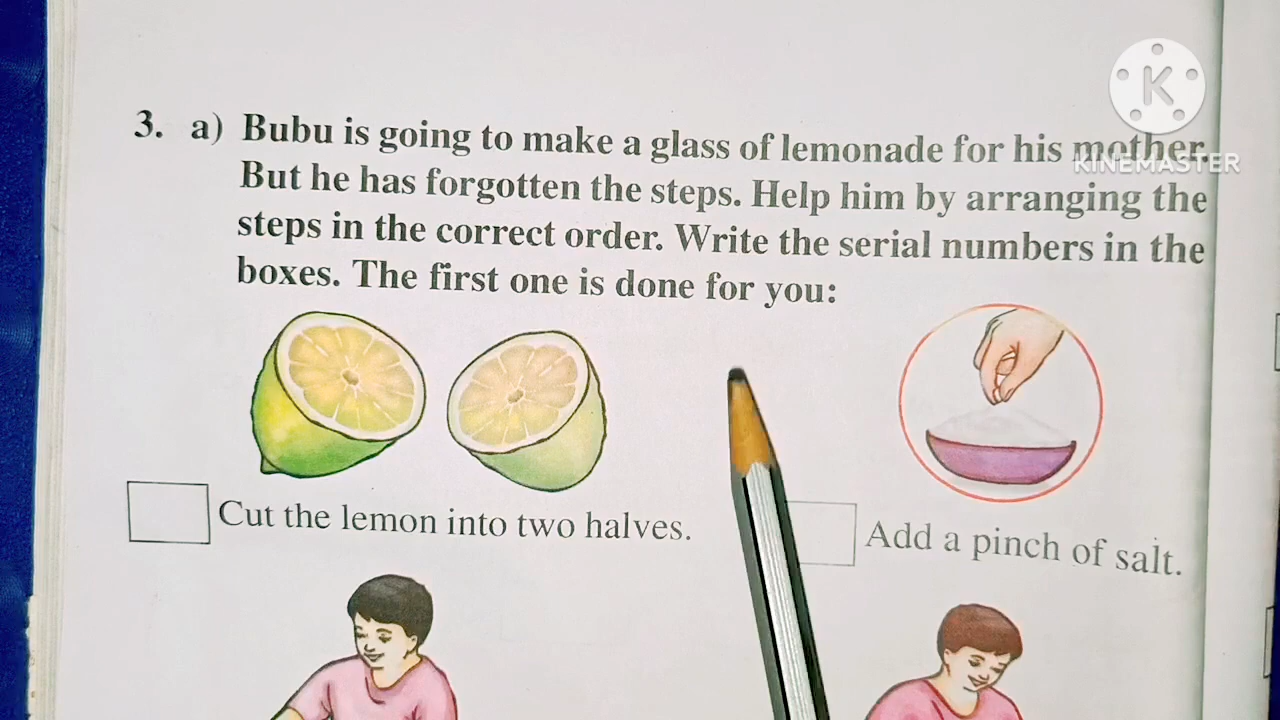 3. a) Bubu is going to make a glass of lemonade for his mother.
But he has forgotten the steps. Help him by arranging the
steps in the correct order. Write the serial numbers in the
boxes. The first one is done for you:
Cut the lemon into two halves.
Add a pinch of salt.
K
KINEMASTER